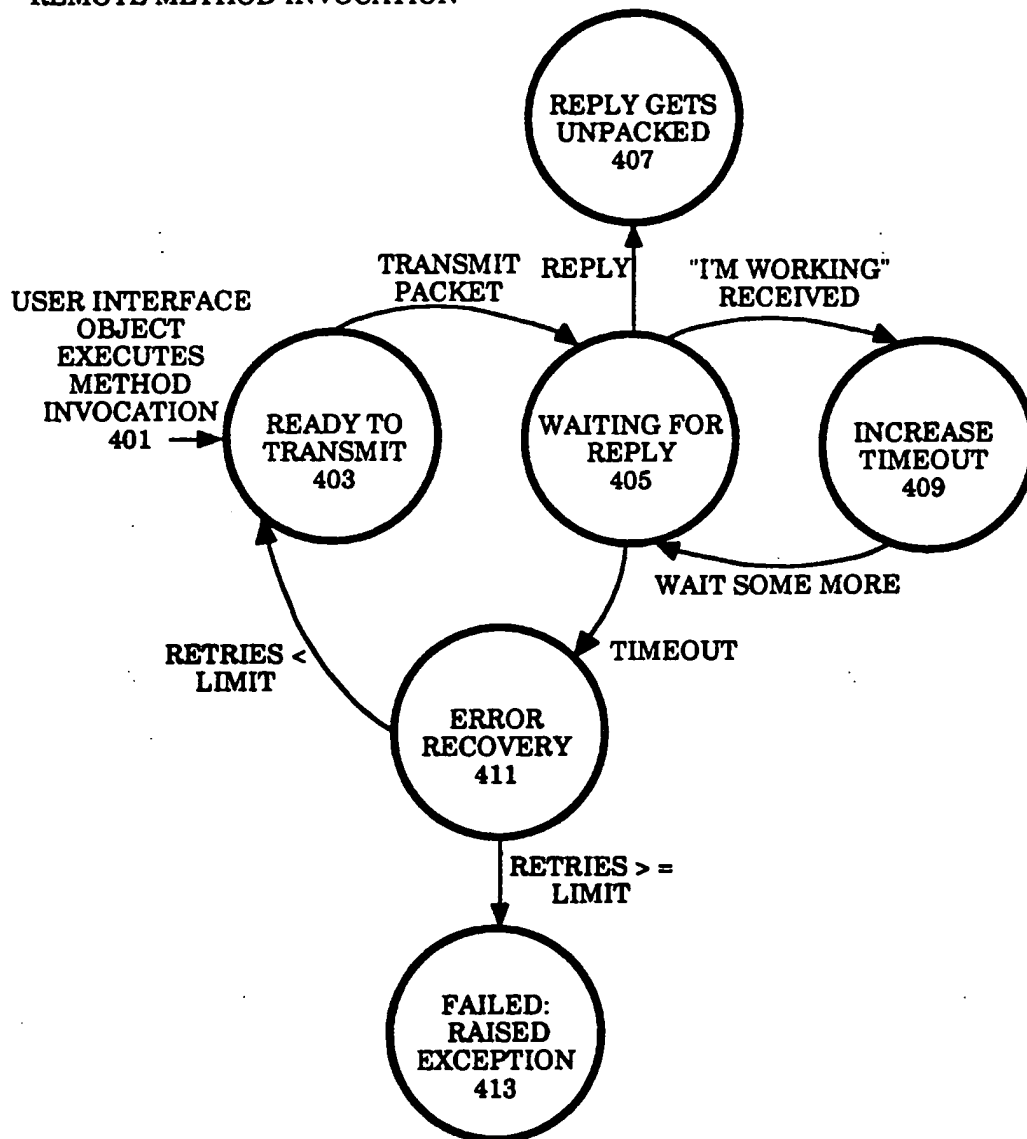 REMOTE METHOD INVOCATION
REPLY GETS
UNPACKED
407
TRANSMIT
PACKET
REPLY
"I'M WORKING"
RECEIVED
USER INTERFACE
OBJECT
EXECUTES
METHOD
INVOCATION
401
READY TO
TRANSMIT
403
WAITING FOR
REPLY
405
INCREASE
TIMEOUT
409
WAIT SOME MORE
TIMEOUT
RETRIES <
LIMIT
ERROR
RECOVERY
411
RETRIES > =
LIMIT
FAILED:
RAISED
EXCEPTION
413